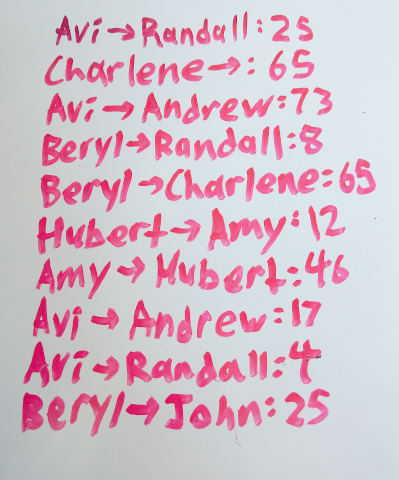 Avi→Randall: 25
Charlene→: 65
Avi→Andrew: 73
Beryl→Randall: 8
Beryl→Charlene: 65
Hubert→Amy: 12
Amy→Hubert: 46
Avi→Andrew: 17
Avi→Randall: 4
Beryl→John: 25